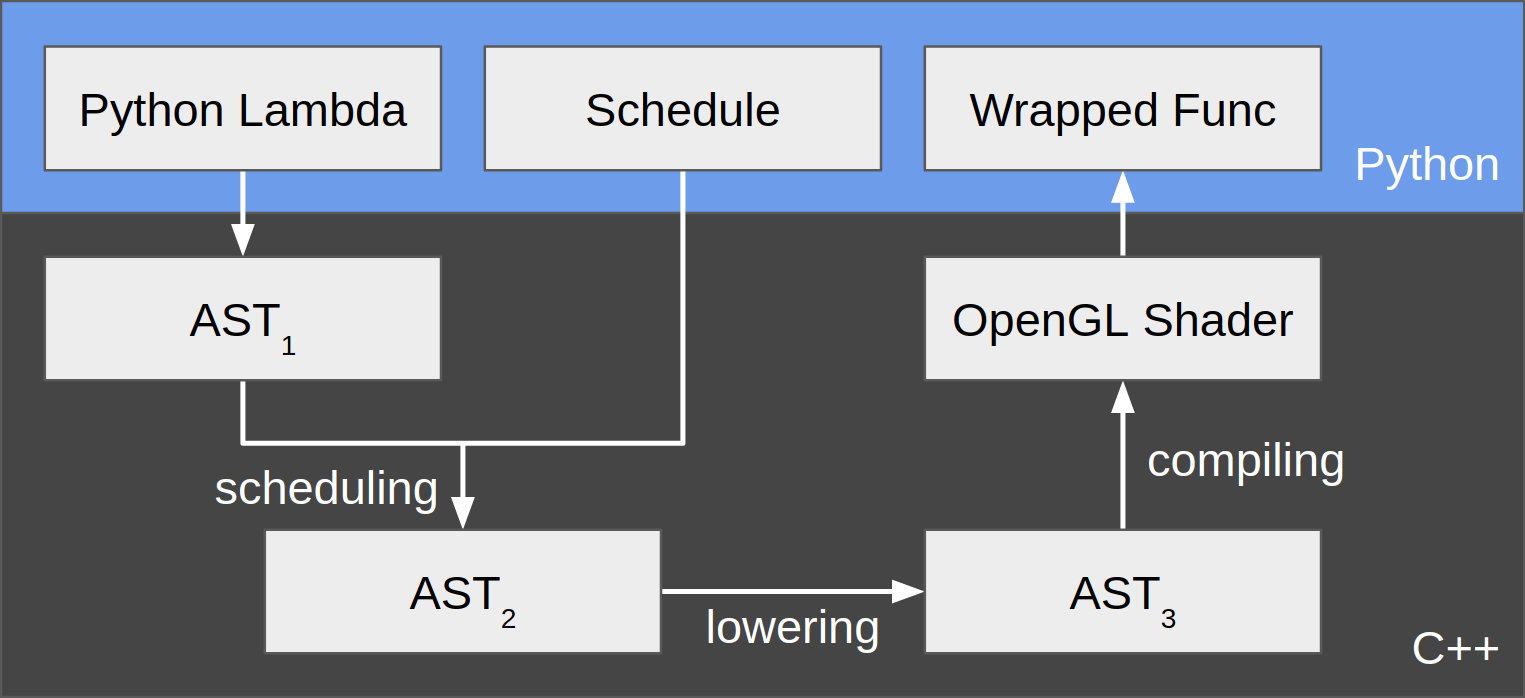 Python Lambda
Schedule
Wrapped Func
Python
AST1
OpenGL Shader
compiling
scheduling
AST2
AST3
lowering
C++